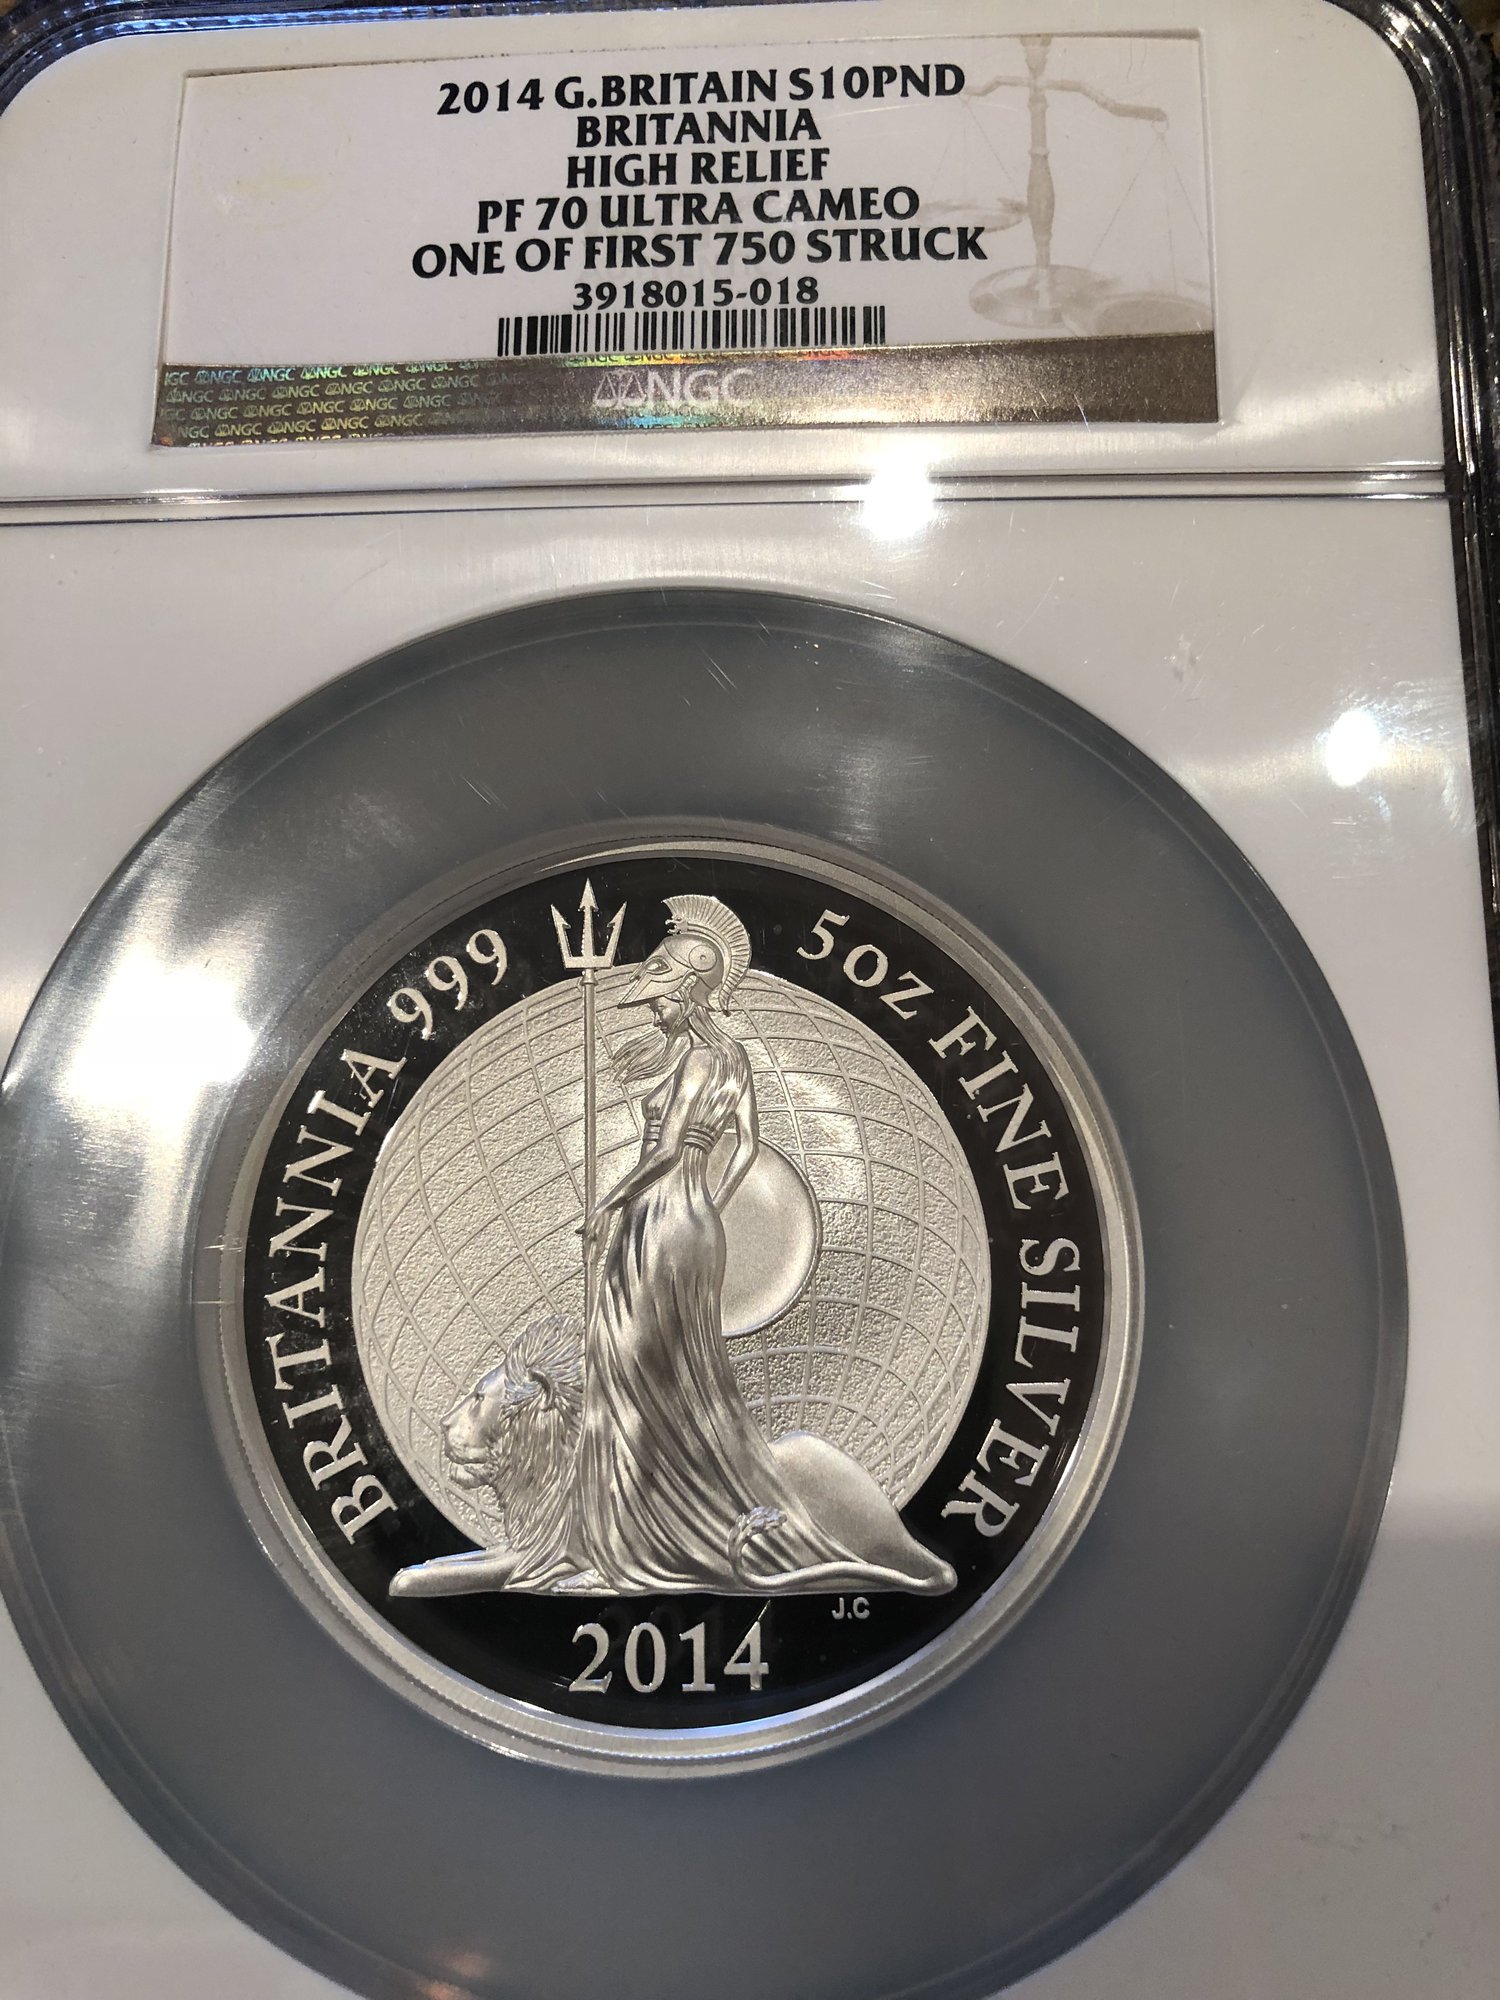 2014 G.BRITAIN S10PND
BRITANNIA
HIGH RELIEF
PF 70 ULTRA CAMEO
ONE OF FIRST 750 STRUCK
3918015-018
NGC
BRITANNIA 999
5OZ FINE SILVER
J.C
2014